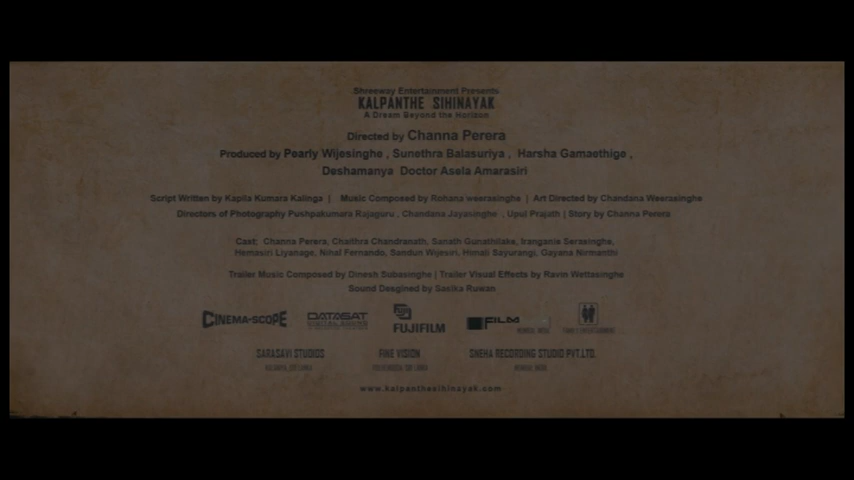 Shreeway Entertainment Presents
KALPANTHE SIHINAYAK
A Dream Beyond the Horizon
Directed by Channa Perera
Produced by Pearly Wijesinghe , Sunethra Balasuriya , Harsha Gamaethige ,
Deshamanya Doctor Asela Amarasiri
Script Written by Kapila Kumara Kalinga | Music Composed by Rohana weerasinghe | Art Directed by Chandana Weerasinghe
Directors of Photography Pushpakumara Rajaguru , Chandana Jayasinghe , Upul Prajath | Story by Channa Perera
Cast; Channa Perera, Chaithra Chandranath, Sanath Gunathilake, Iranganie Serasinghe,
Hemasiri Liyanage, Nihal Fernando, Sandun Wijesiri, Himali Sayurangi, Gayana Nirmanthi
Trailer Music Composed by Dinesh Subasinghe | Trailer Visual Effects by Ravin Wettasinghe
Sound Desgined by Sasika Ruwan
CINEMA-SCOPE DATASAT FUJIFILM FILM
SARASAVI STUDIOS FINE VISION SNEHA RECORDING STUDIO PVT.LTD.
www.kalpanthesihinayak.com